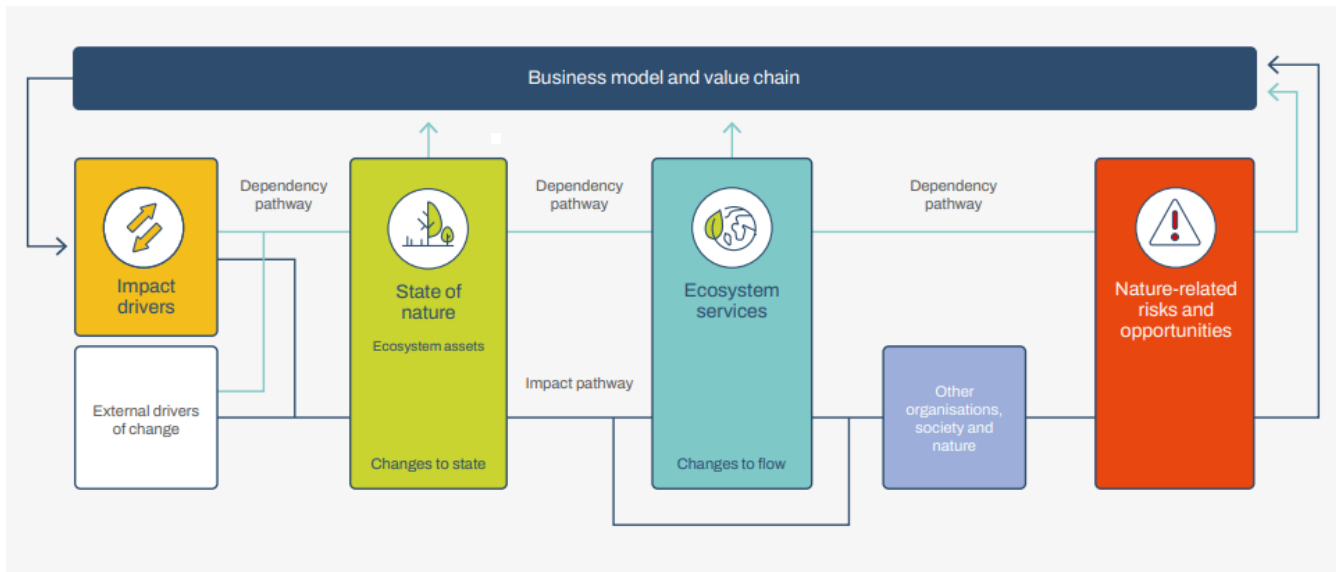 Business model and value chain
Dependency
pathway
Dependency
pathway
Dependency
pathway
Impact
drivers
State of
nature
Ecosystem assets
Ecosystem
services
Nature-related
risks and
opportunities
External drivers
of change
Impact pathway
Other
organisations,
society and
nature
Changes to state
Changes to flow